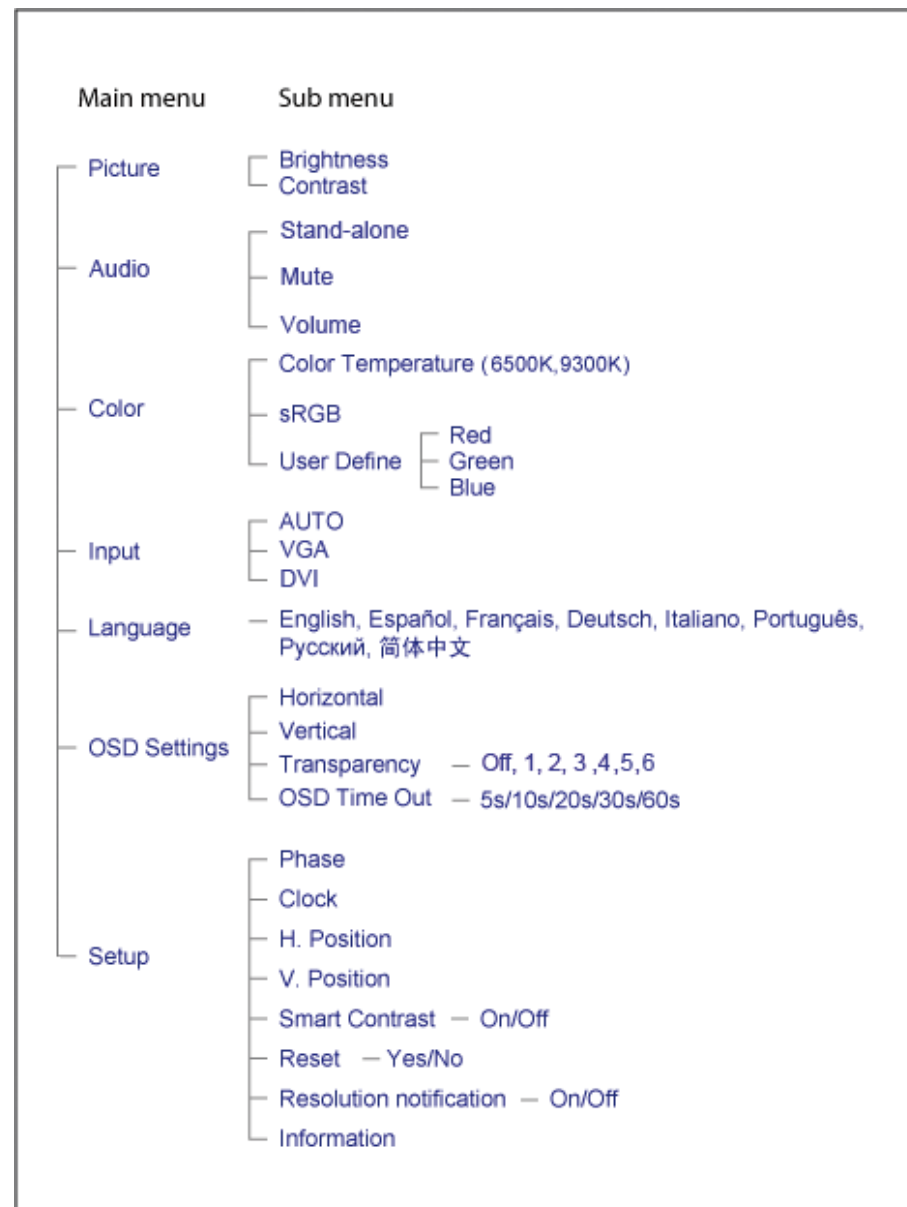 Main menu Sub menu
Picture Brightness
Contrast
Audio Stand-alone
Mute
Volume
Color Color Temperature (6500K,9300K)
sRGB
User Define Red
Green
Blue
Input AUTO
VGA
DVI
Language English, Español, Français, Deutsch, Italiano, Português,
Русский, 简体中文
OSD Settings Horizontal
Vertical
Transparency — Off, 1, 2, 3 ,4,5,6
OSD Time Out — 5s/10s/20s/30s/60s
Setup Phase
Clock
H. Position
V. Position
Smart Contrast — On/Off
Reset — Yes/No
Resolution notification — On/Off
Information